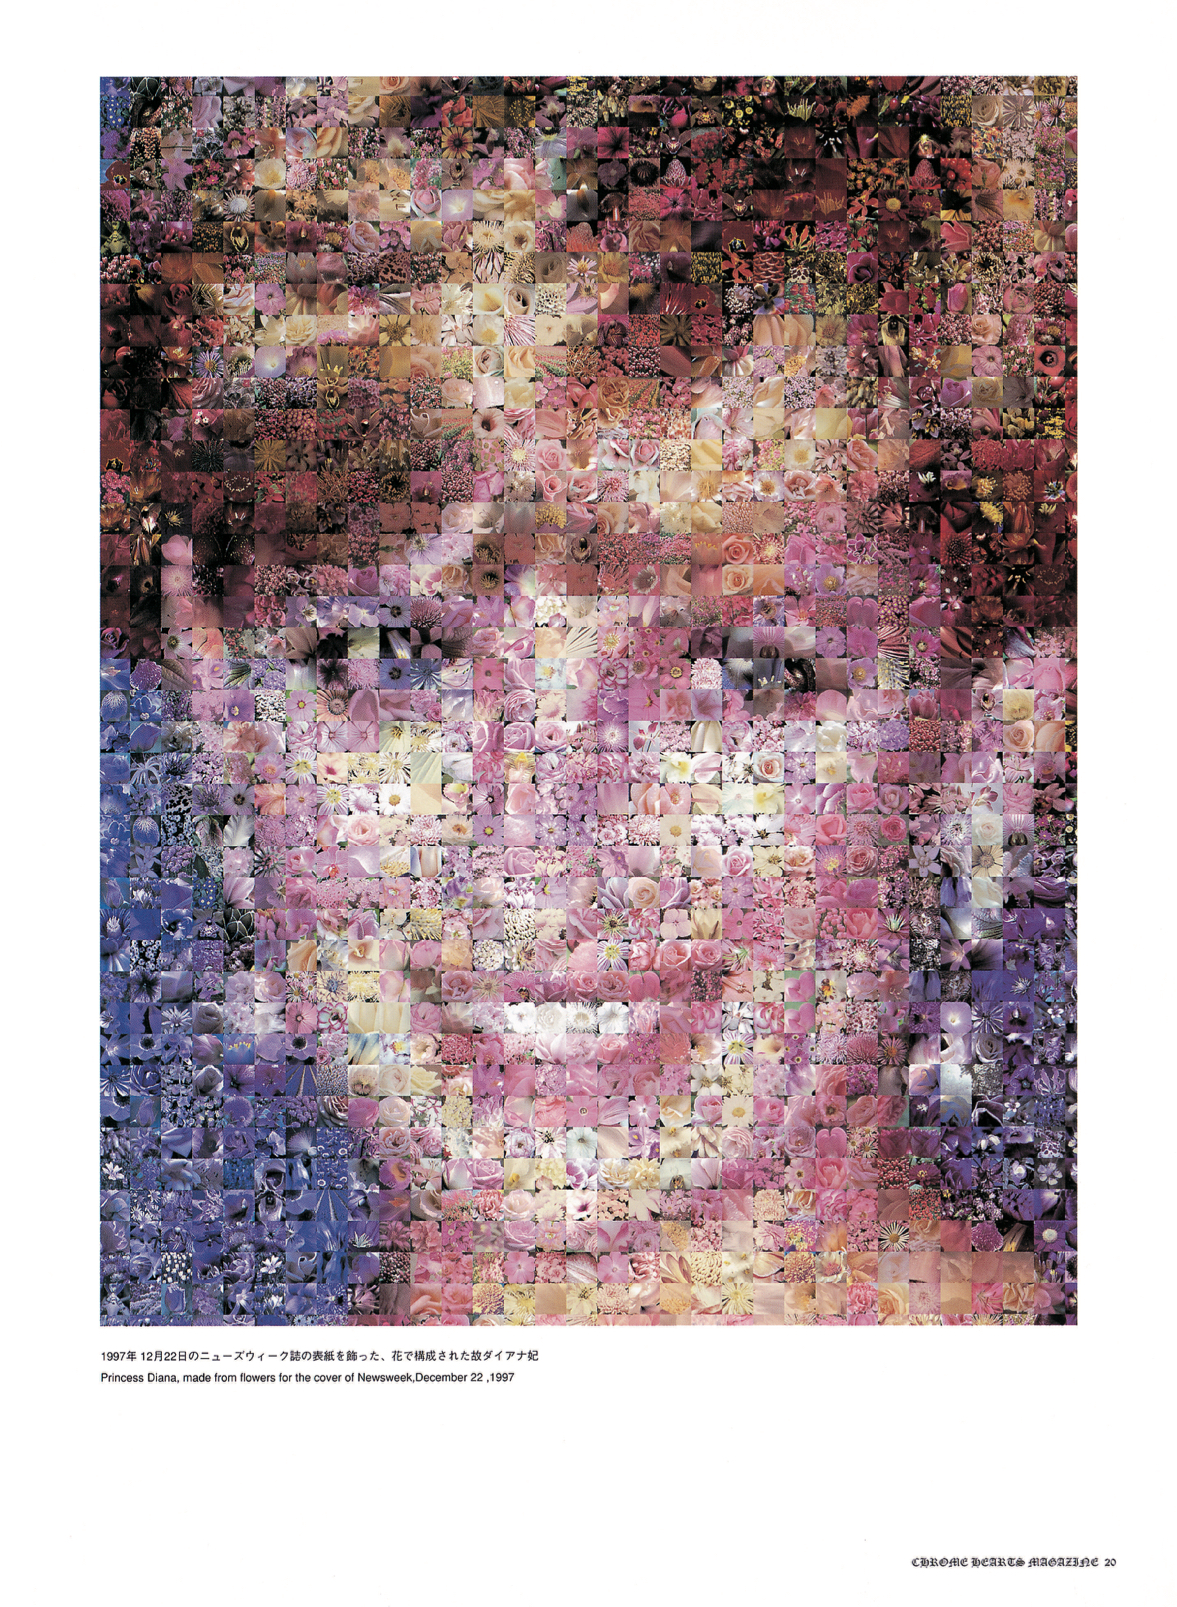 1997年 12月22日のニューズウィーク誌の表紙を飾った、花で構成された故ダイアナ妃
Princess Diana, made from flowers for the cover of Newsweek,December 22 ,1997
CHROME HEARTS MAGAZINE 20